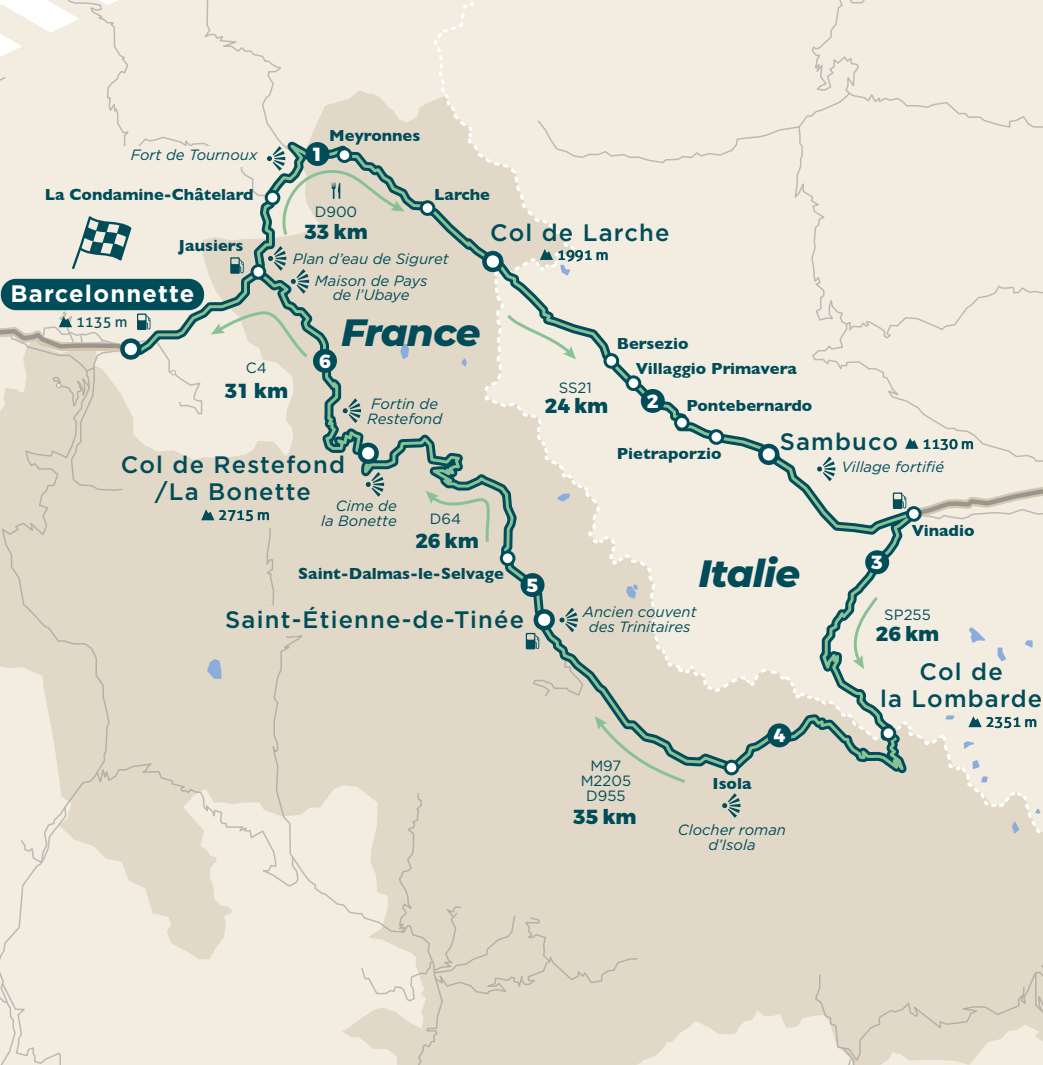 Meyronnes
Fort de Tournoux
1
La Condamine-Châtelard
Larche
D900
33 km
Col de Larche
1991 m
Jausiers
Plan d'eau de Siguret
Maison de Pays
de l'Ubaye
Barcelonnette
1135 m
France
Bersezio
Villaggio Primavera
6
C4
31 km
SS21
24 km
2
Pontebernardo
Fortin de
Restefond
Pietraporzio
Sambuco
1130 m
Village fortifié
Col de Restefond
/La Bonette
2715 m
Cime de
la Bonette
D64
26 km
Vinadio
3
Italie
Saint-Dalmas-le-Selvage
5
Saint-Étienne-de-Tinée
Ancien couvent
des Trinitaires
SP255
26 km
Col de
la Lombarde
2351 m
4
M97
M2205
D955
35 km
Isola
Clocher roman
d'Isola